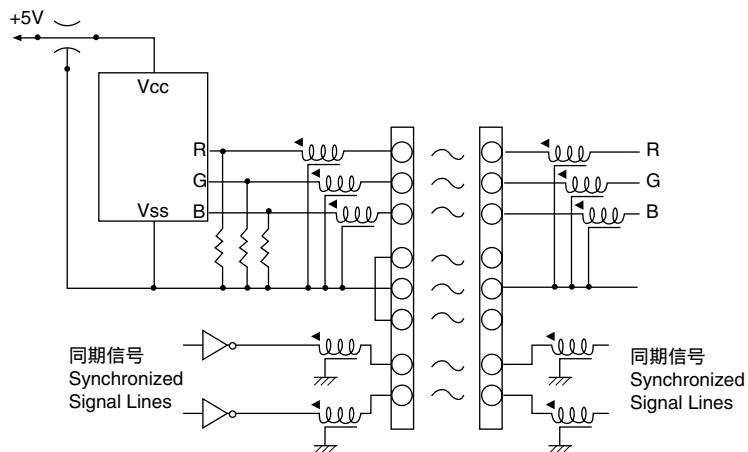 +5V
Vcc
R
G
B
Vss
R
G
B
同期信号
Synchronized
Signal Lines
同期信号
Synchronized
Signal Lines